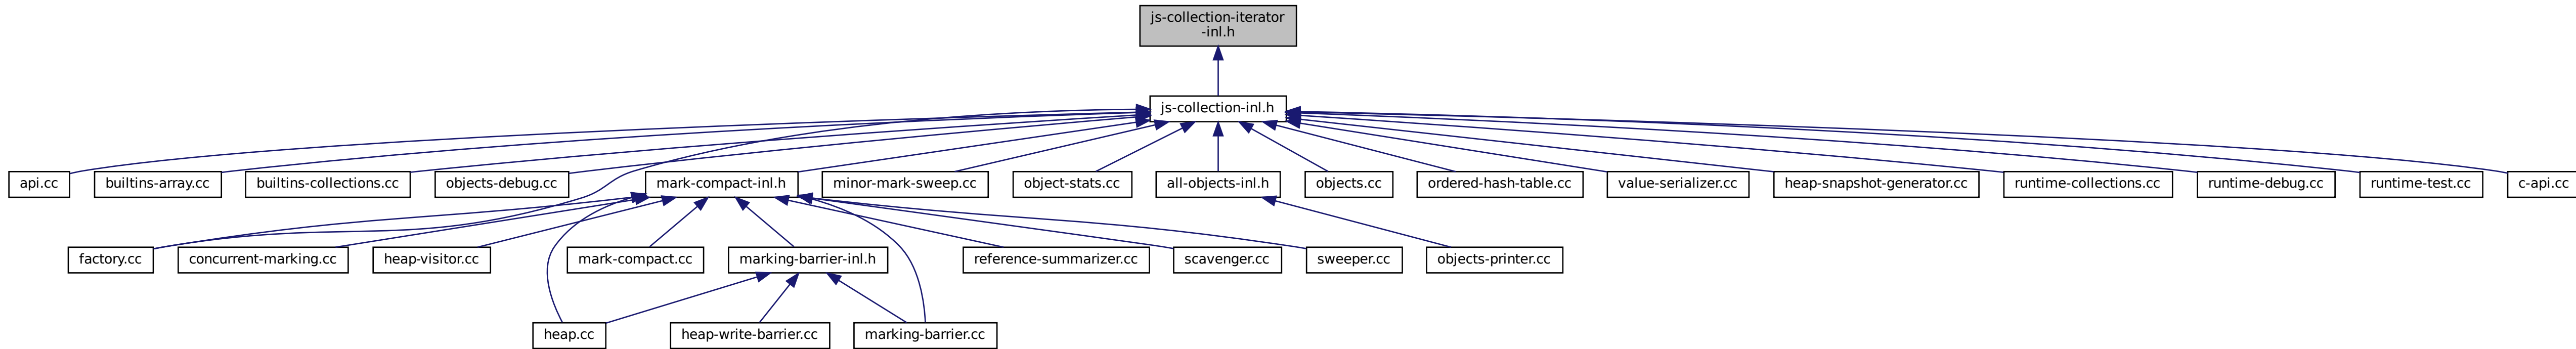 js-collection-iterator
-inl.h
js-collection-inl.h
api.cc
builtins-array.cc
builtins-collections.cc
objects-debug.cc
mark-compact-inl.h
minor-mark-sweep.cc
object-stats.cc
all-objects-inl.h
objects.cc
ordered-hash-table.cc
value-serializer.cc
heap-snapshot-generator.cc
runtime-collections.cc
runtime-debug.cc
runtime-test.cc
c-api.cc
factory.cc
concurrent-marking.cc
heap-visitor.cc
mark-compact.cc
marking-barrier-inl.h
reference-summarizer.cc
scavenger.cc
sweeper.cc
objects-printer.cc
heap.cc
heap-write-barrier.cc
marking-barrier.cc